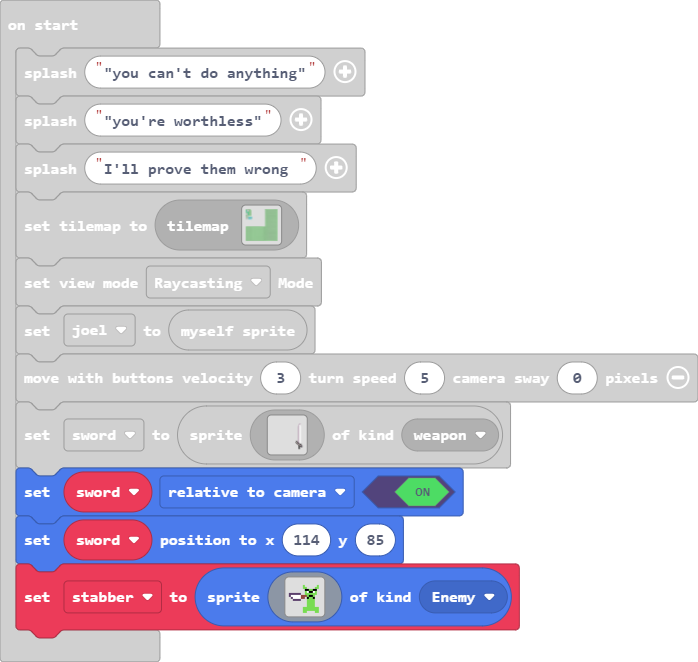 on start
splash ""you can't do anything""
splash ""you're worthless""
splash "I'll prove them wrong "
set tilemap to tilemap
set view mode Raycasting Mode
set joel to myself sprite
move with buttons velocity 3 turn speed 5 camera sway 0 pixels
set sword to sprite of kind weapon
set sword relative to camera ON
set sword position to x 114 y 85
set stabber to sprite of kind Enemy